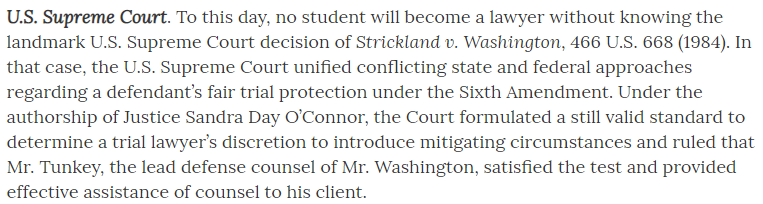 U.S. Supreme Court. To this day, no student will become a lawyer without knowing the
landmark U.S. Supreme Court decision of Strickland v. Washington, 466 U.S. 668 (1984). In
that case, the U.S. Supreme Court unified conflicting state and federal approaches
regarding a defendant’s fair trial protection under the Sixth Amendment. Under the
authorship of Justice Sandra Day O’Connor, the Court formulated a still valid standard to
determine a trial lawyer’s discretion to introduce mitigating circumstances and ruled that
Mr. Tunkey, the lead defense counsel of Mr. Washington, satisfied the test and provided
effective assistance of counsel to his client.